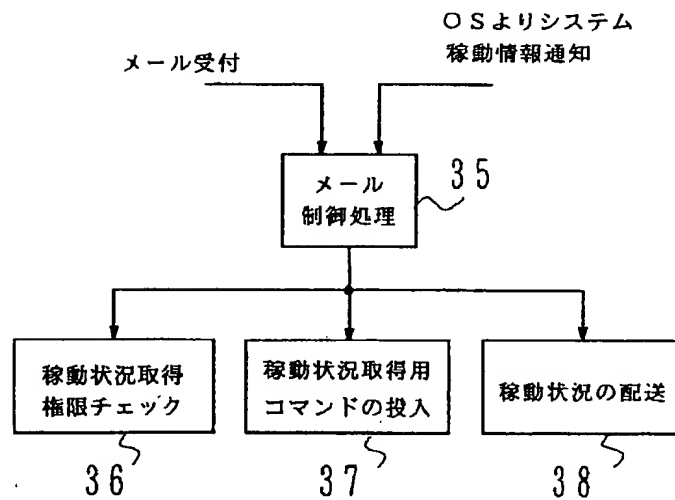 OSよりシステム
稼動情報通知
メール受付
メール
制御処理
35
稼動状況取得
権限チェック
稼動状況取得用
コマンドの投入
稼動状況の配送
36
37
38